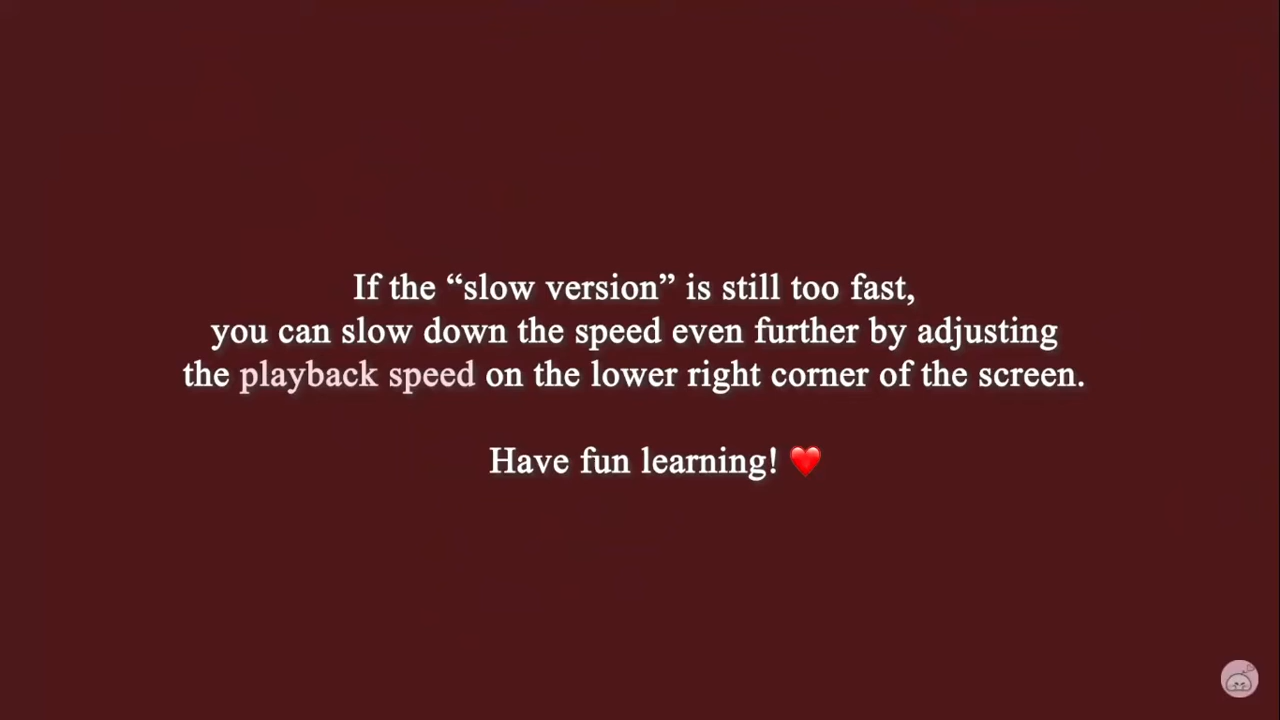 If the “slow version” is still too fast,
you can slow down the speed even further by adjusting
the playback speed on the lower right corner of the screen.
Have fun learning! ❤️